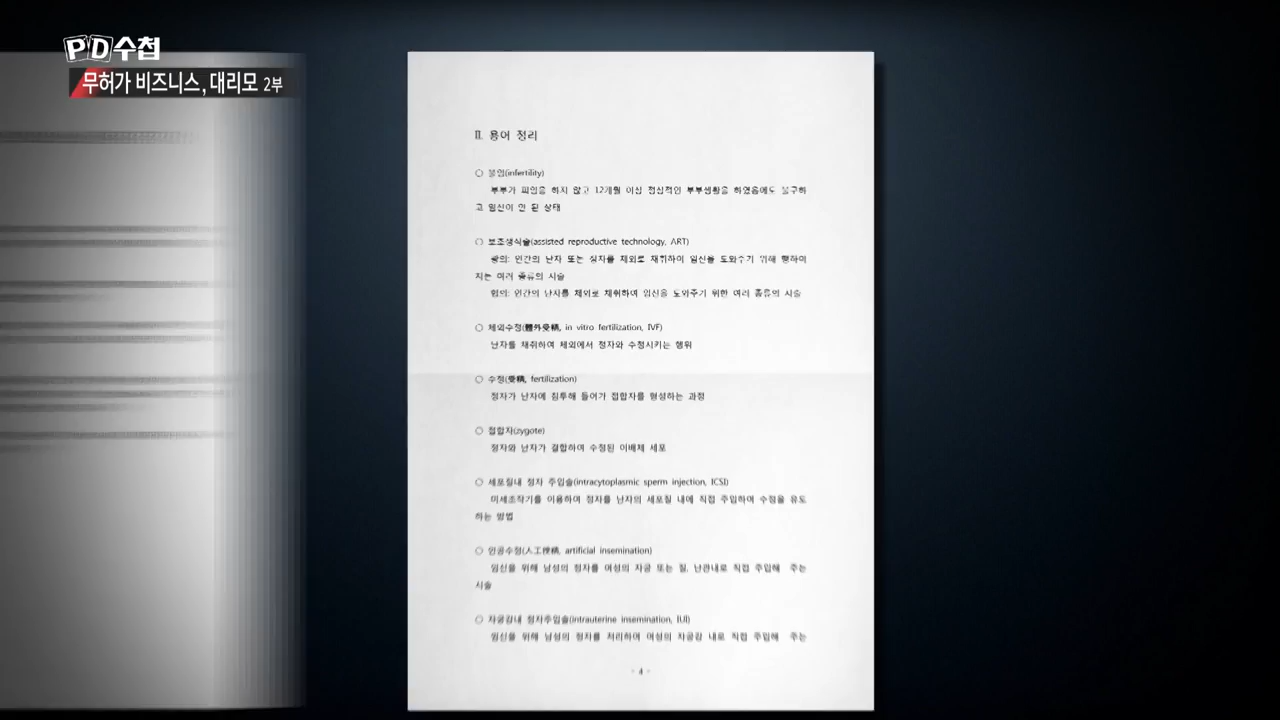 PD수첩
무허가 비즈니스, 대리모 2부
Ⅱ. 용어 정리
○ 불임(infertility)
부부가 피임을 하지 않고 12개월 이상 정상적인 부부생활을 하였음에도 불구하
고 임신이 안 된 상태
○ 보조생식술(assisted reproductive technology, ART)
광의: 인간의 난자 또는 정자를 체외로 채취하여 임신을 도와주기 위해 행하여
지는 여러 종류의 시술
협의: 인간의 난자를 체외로 채취하여 임신을 도와주기 위한 여러 종류의 시술
○ 체외수정(體外受精, in vitro fertilization, IVF)
난자를 채취하여 체외에서 정자와 수정시키는 행위
○ 수정(受精, fertilization)
정자가 난자에 침투해 들어가 접합자를 형성하는 과정
○ 접합자(zygote)
정자와 난자가 결합하여 수정된 이배체 세포
○ 세포질내 정자 주입술(intracytoplasmic sperm injection, ICSI)
미세조작기를 이용하여 정자를 난자의 세포질 내에 직접 주입하여 수정을 유도
하는 방법
○ 인공수정(人工授精, artificial insemination)
임신을 위해 남성의 정자를 여성의 자궁 또는 질, 난관내로 직접 주입해 주는
시술
○ 자궁강내 정자주입술(intrauterine insemination, IUI)
임신을 위해 남성의 정자를 처리하여 여성의 자궁강 내로 직접 주입해 주는
- 4 -